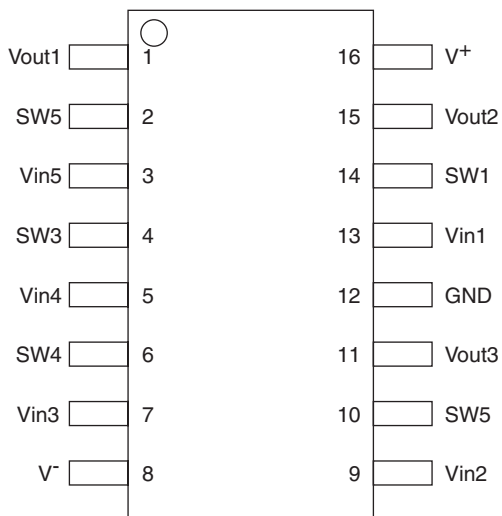 Vout1 1 16 V+
SW5 2 15 Vout2
Vin5 3 14 SW1
SW3 4 13 Vin1
Vin4 5 12 GND
SW4 6 11 Vout3
Vin3 7 10 SW5
V- 8 9 Vin2